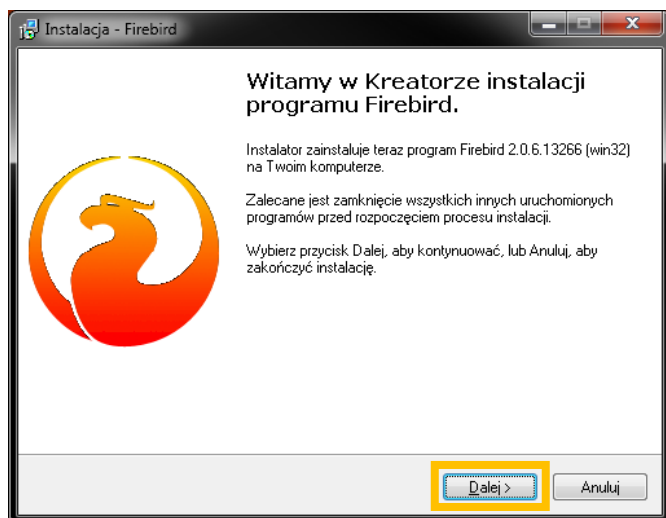 Instalacja - Firebird
Witamy w Kreatorze instalacji
programu Firebird.
Instalator zainstaluje teraz program Firebird 2.0.6.13266 (win32)
na Twoim komputerze.
Zalecane jest zamknięcie wszystkich innych uruchomionych
programów przed rozpoczęciem procesu instalacji.
Wybierz przycisk Dalej, aby kontynuować, lub Anuluj, aby
zakończyć instalację.
Dalej > Anuluj